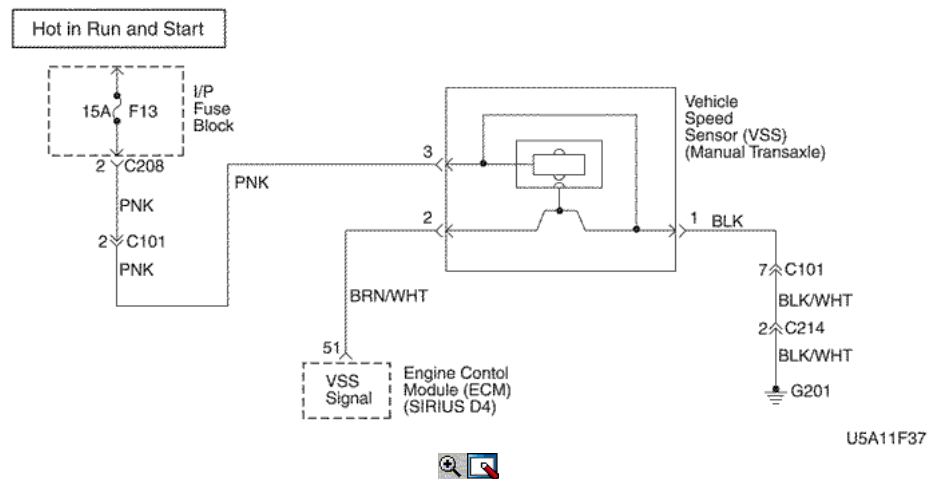 Hot in Run and Start
15A F13
I/P
Fuse
Block
2 C208
PNK
2 C101
PNK
PNK
3
2
1 BLK
Vehicle
Speed
Sensor (VSS)
(Manual Transaxle)
BRN/WHT
51
VSS
Signal
Engine Contol
Module (ECM)
(SIRIUS D4)
7 C101
BLK/WHT
2 C214
BLK/WHT
G201
U5A11F37